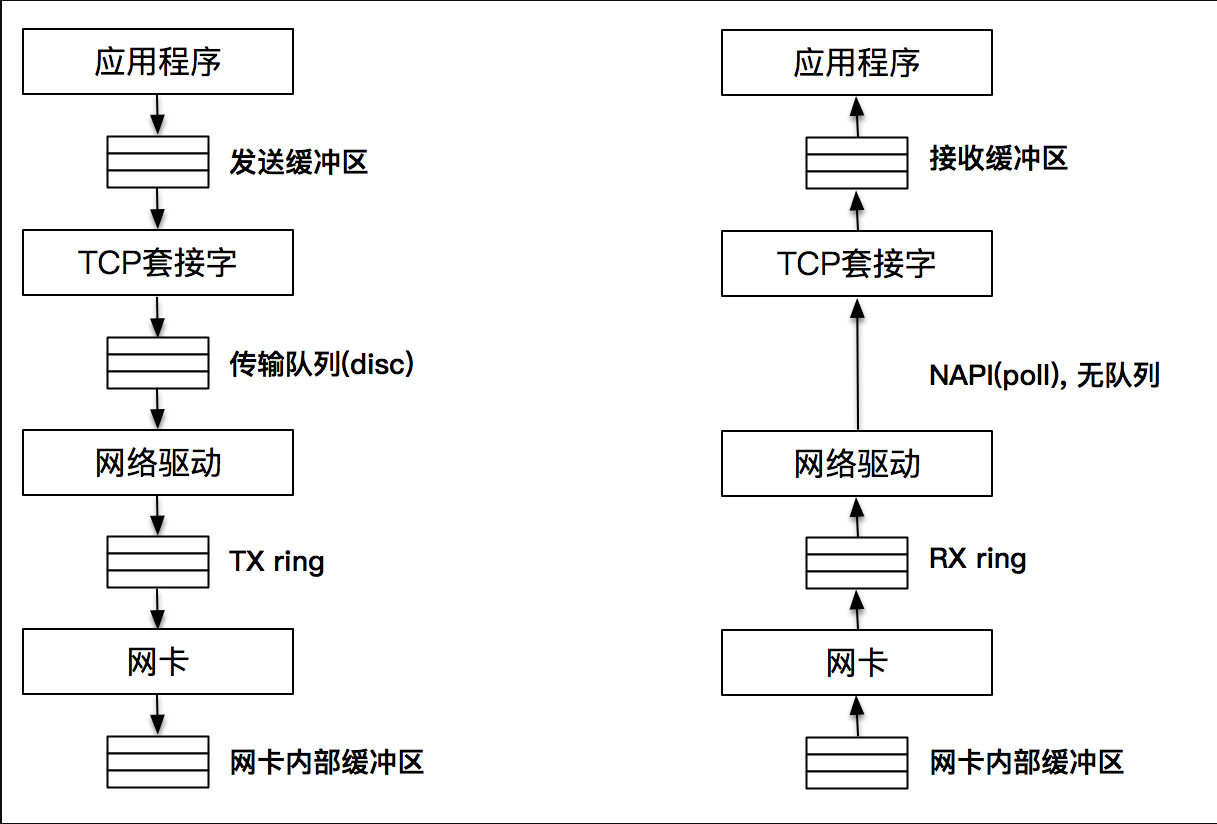 应用程序
发送缓冲区
TCP套接字
传输队列(disc)
网络驱动
TX ring
网卡
网卡内部缓冲区
应用程序
接收缓冲区
TCP套接字
NAPI(poll), 无队列
网络驱动
RX ring
网卡
网卡内部缓冲区